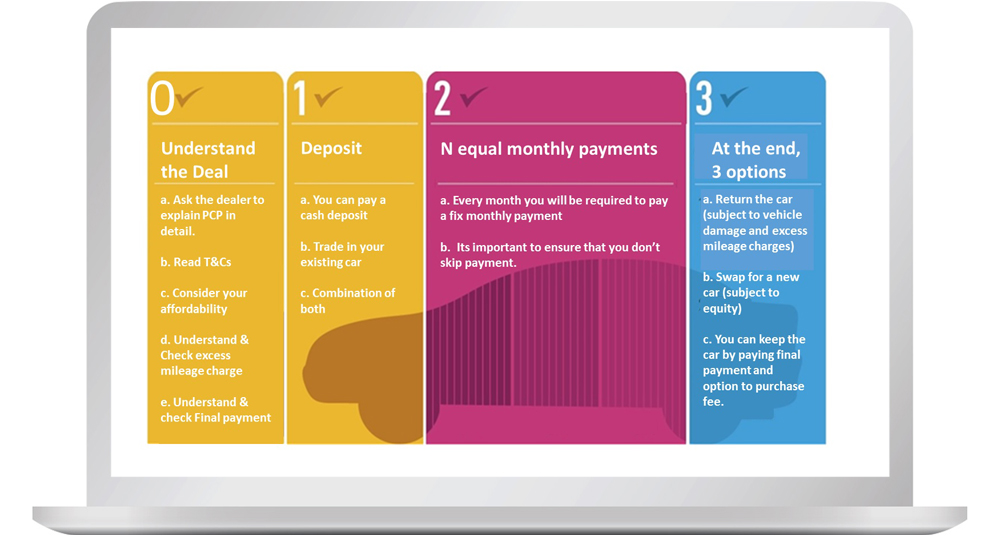 0
Understand
the Deal
a. Ask the dealer to
explain PCP in
detail.
b. Read T&Cs
c. Consider your
affordability
d. Understand &
Check excess
mileage charge
e. Understand &
check Final payment
1
Deposit
a. You can pay a
cash deposit
b. Trade in your
existing car
c. Combination of
both
2
N equal monthly payments
a. Every month you will be required to pay
a fix monthly payment
b. Its important to ensure that you don't
skip payment.
3
At the end,
3 options
a. Return the car
(subject to vehicle
damage and excess
mileage charges)
b. Swap for a new
car (subject to
equity)
c. You can keep the
car by paying final
payment and
option to purchase
fee.